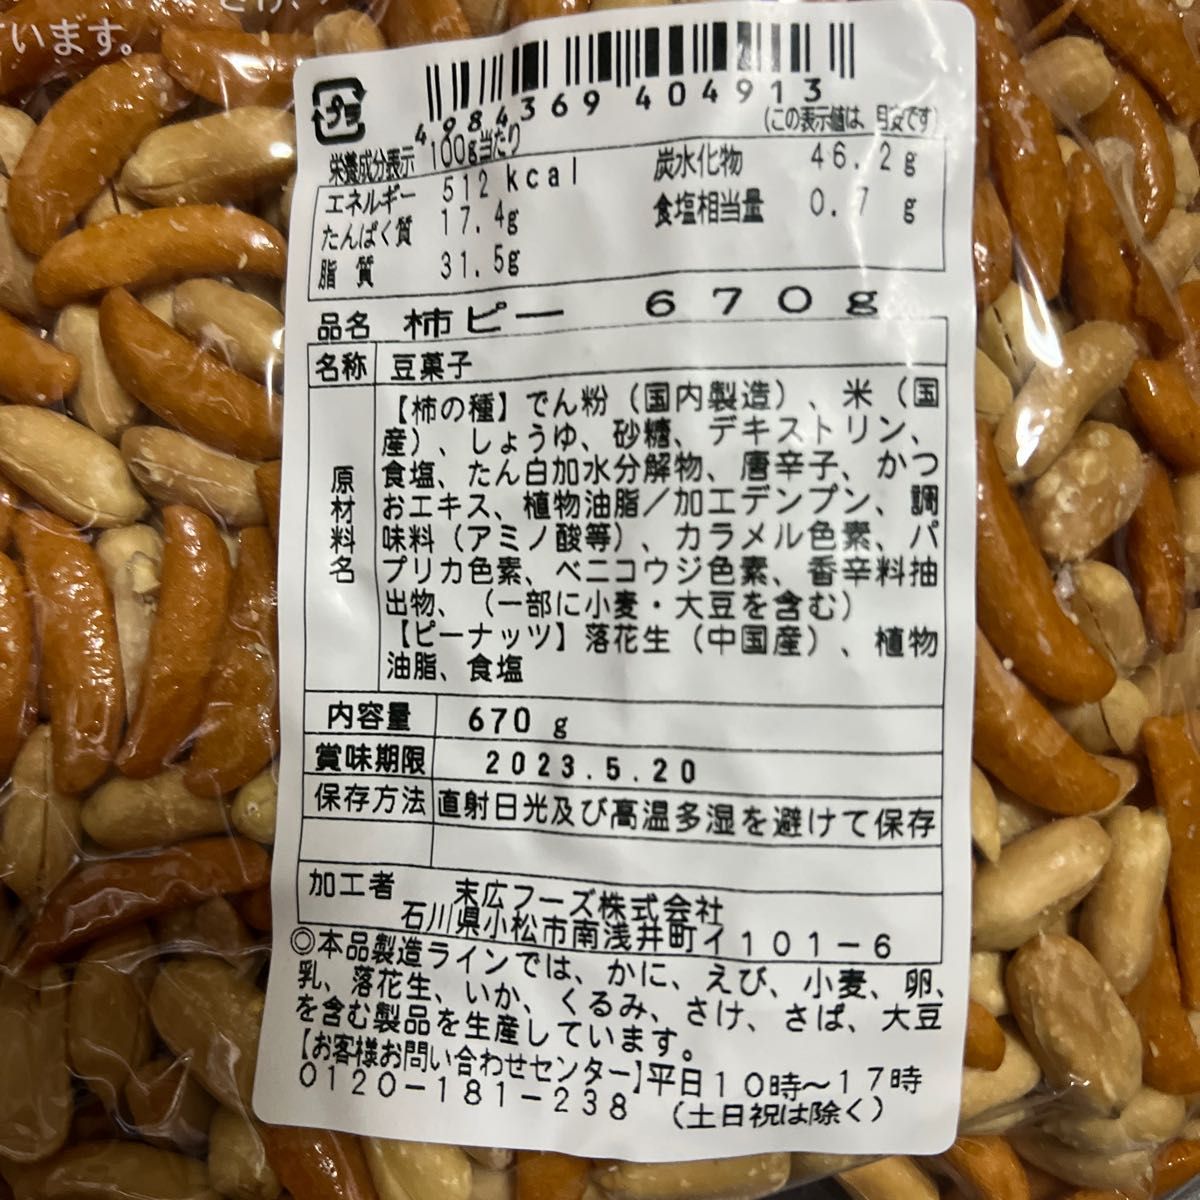 ています。
プラ
4984369 404913
(この表示値は、目安です)
栄養成分表示 100g当たり
エネルギー 512kcal 炭水化物 46.2g
たんぱく質 17.4g 食塩相当量 0.7 g
脂 質 31.5g
品名 柿ピー 670g
名称 豆菓子
原材料名 【柿の種】でん粉（国内製造）、米（国
産）、しょうゆ、砂糖、デキストリン、
食塩、たん白加水分解物、唐辛子、かつ
おエキス、植物油脂／加工デンプン、調
味料（アミノ酸等）、カラメル色素、パ
プリカ色素、ベニコウジ色素、香辛料抽
出物、（一部に小麦・大豆を含む）
【ピーナッツ】落花生（中国産）、植物
油脂、食塩
内容量 670 g
賞味期限 2023.5.20
保存方法 直射日光及び高温多湿を避けて保存
加工者 末広フーズ株式会社
石川県小松市南浅井町イ101－6
◎本品製造ラインでは、かに、えび、小麦、卵、
乳、落花生、いか、くるみ、さけ、さば、大豆
を含む製品を生産しています。
【お客様お問い合わせセンター】平日10時～17時
0120－181－238 （土日祝は除く）